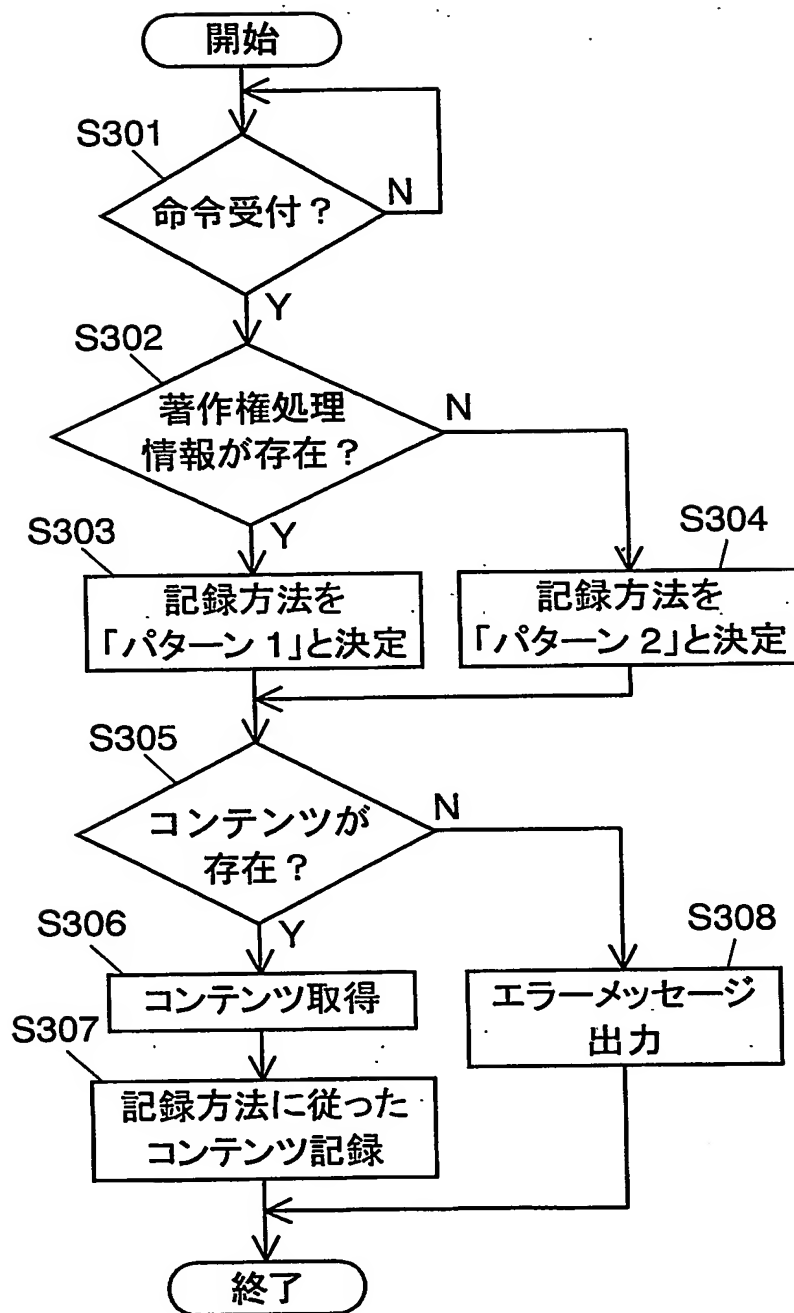 開始
S301
命令受付？
N
Y
S302
著作権処理
情報が存在？
N
Y
S303
記録方法を
「パターン1」と決定
S304
記録方法を
「パターン2」と決定
S305
コンテンツが
存在？
N
Y
S306
コンテンツ取得
S308
エラーメッセージ
出力
S307
記録方法に従った
コンテンツ記録
終了